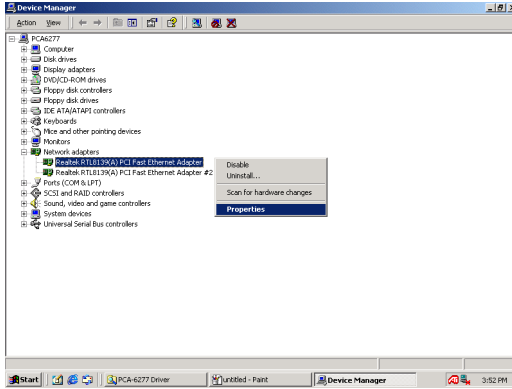 Device Manager
Action View
PCA6277
Computer
Disk drives
Display adapters
DVD/CD-ROM drives
Floppy disk controllers
Floppy disk drives
IDE ATA/ATAPI controllers
Keyboards
Mice and other pointing devices
Monitors
Network adapters
Realtek RTL8139(A) PCI Fast Ethernet Adapter
Realtek RTL8139(A) PCI Fast Ethernet Adapter #2
Ports (COM & LPT)
SCSI and RAID controllers
Sound, video and game controllers
System devices
Universal Serial Bus controllers
Disable
Uninstall...
Scan for hardware changes
Properties
Start
PCA-6277 Driver
untitled - Paint
Device Manager
3:52 PM